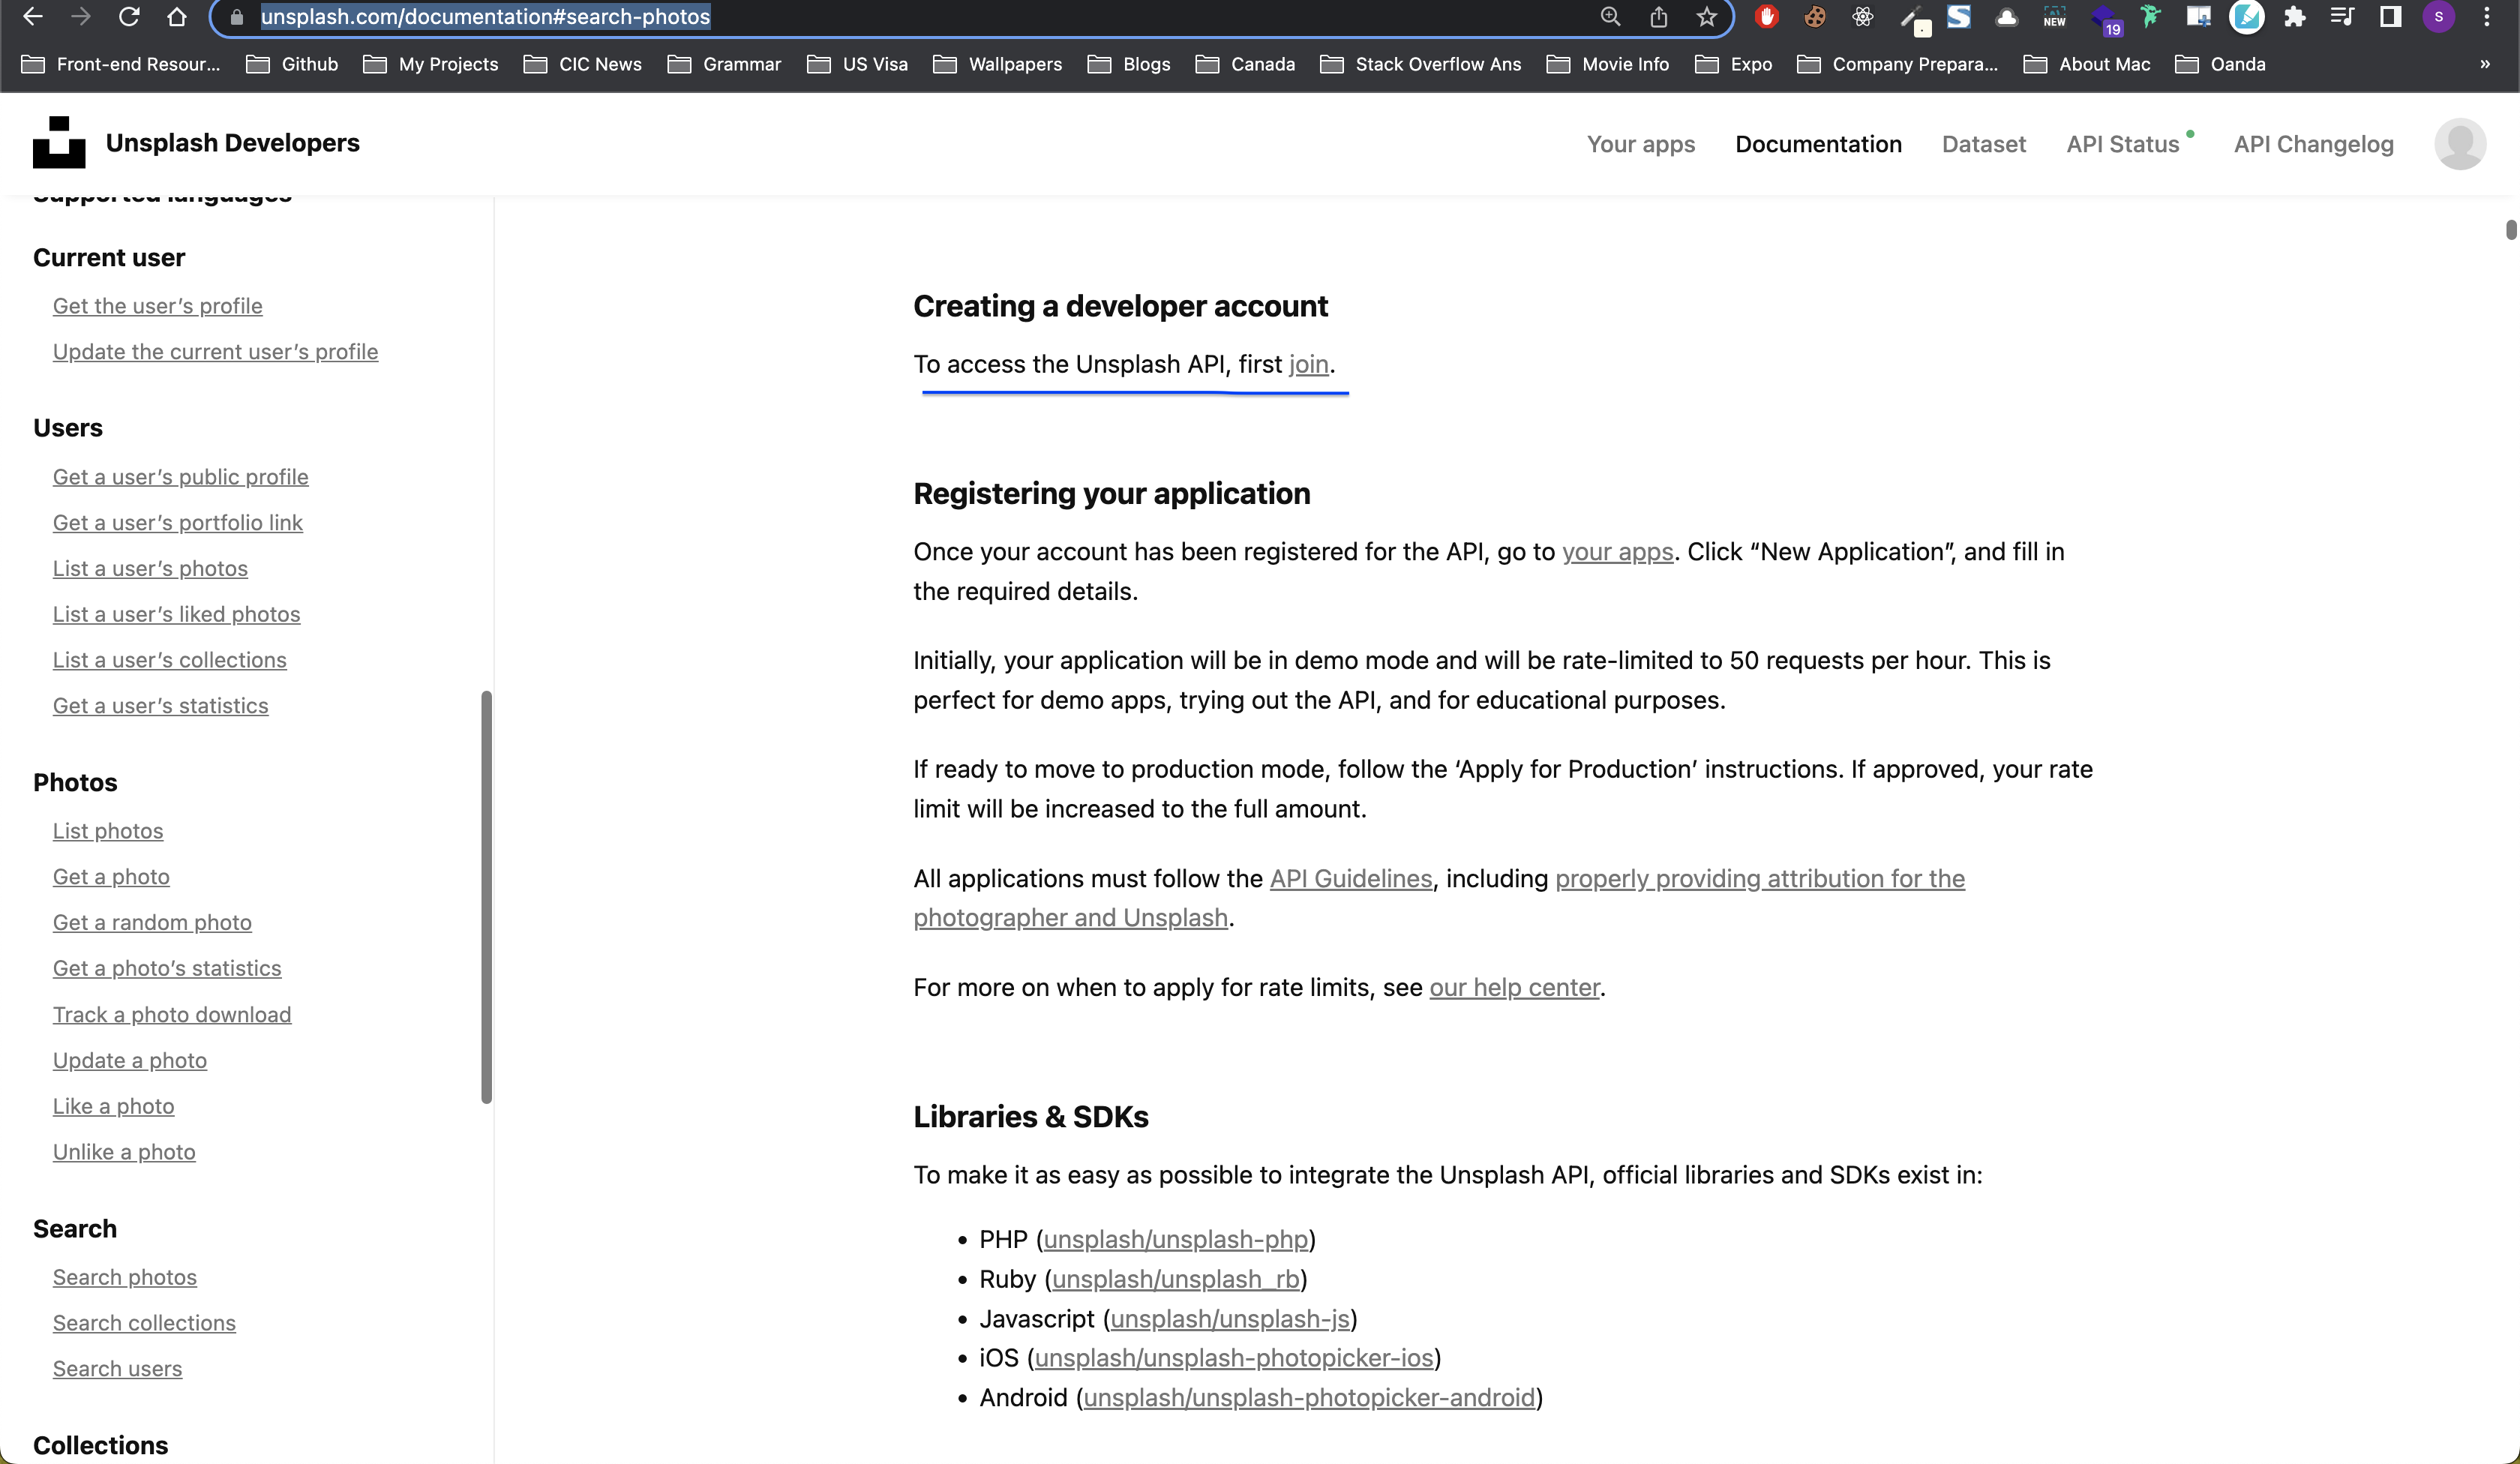 unsplash.com/documentation#search-photos
NEW
19
S
Front-end Resour...
Github
My Projects
CIC News
Grammar
US Visa
Wallpapers
Blogs
Canada
Stack Overflow Ans
Movie Info
Expo
Company Prepara...
About Mac
Oanda
»
Unsplash Developers
Your apps
Documentation
Dataset
API Status
API Changelog
Supported languages
Current user
Get the user’s profile
Update the current user’s profile
Users
Get a user’s public profile
Get a user’s portfolio link
List a user’s photos
List a user’s liked photos
List a user’s collections
Get a user’s statistics
Photos
List photos
Get a photo
Get a random photo
Get a photo’s statistics
Track a photo download
Update a photo
Like a photo
Unlike a photo
Search
Search photos
Search collections
Search users
Collections
Creating a developer account
To access the Unsplash API, first join.
Registering your application
Once your account has been registered for the API, go to your apps. Click “New Application”, and fill in
the required details.
Initially, your application will be in demo mode and will be rate-limited to 50 requests per hour. This is
perfect for demo apps, trying out the API, and for educational purposes.
If ready to move to production mode, follow the ‘Apply for Production’ instructions. If approved, your rate
limit will be increased to the full amount.
All applications must follow the API Guidelines, including properly providing attribution for the
photographer and Unsplash.
For more on when to apply for rate limits, see our help center.
Libraries & SDKs
To make it as easy as possible to integrate the Unsplash API, official libraries and SDKs exist in:
• PHP (unsplash/unsplash-php)
• Ruby (unsplash/unsplash_rb)
• Javascript (unsplash/unsplash-js)
• iOS (unsplash/unsplash-photopicker-ios)
• Android (unsplash/unsplash-photopicker-android)